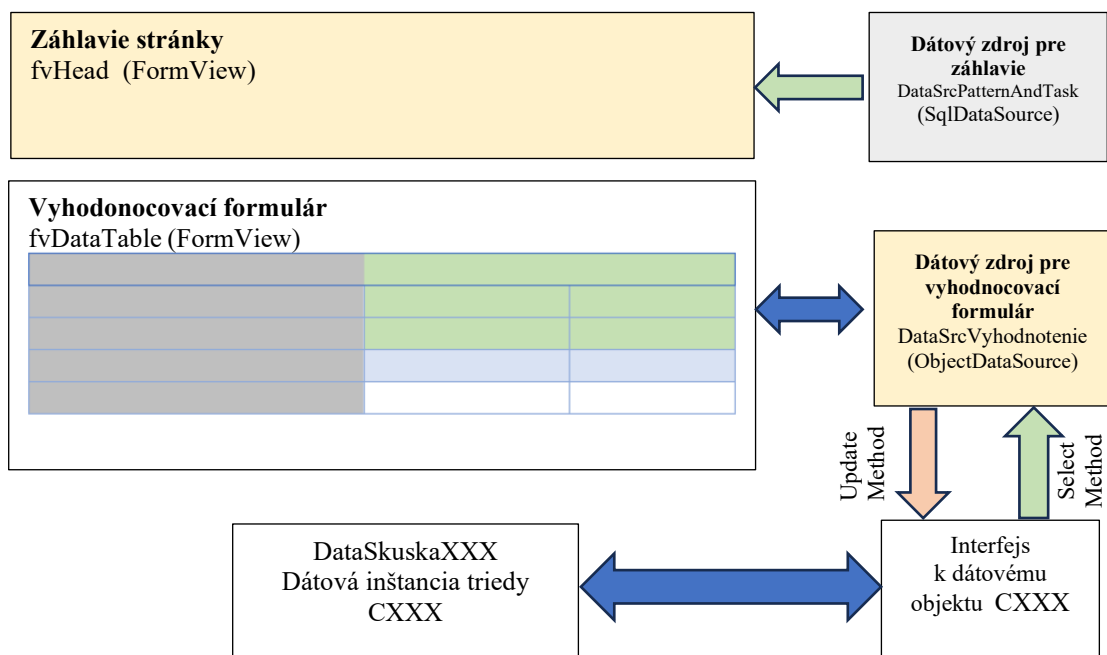 Záhlavie stránky
fvHead (FormView)
Dátový zdroj pre
záhlavie
DataSrcPatternAndTask
(SqlDataSource)
Vyhodonocovací formulár
fvDataTable (FormView)
Dátový zdroj pre
vyhodnocovací
formulár
DataSrcVyhodnotenie
(ObjectDataSource)
Update
Method
Select
Method
DataSkuskaXXX
Dátová inštancia triedy
CXXX
Interfejs
k dátovému
objektu CXXX